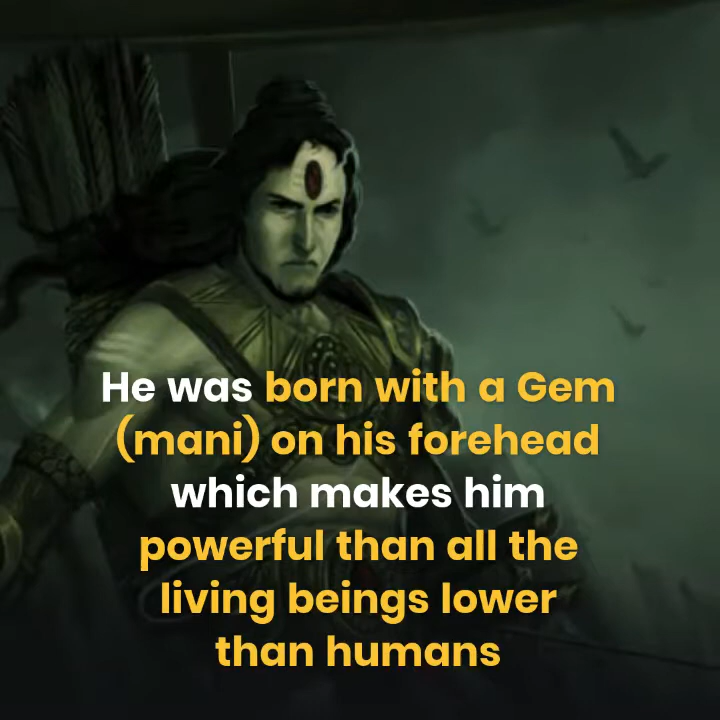 He was born with a Gem
(mani) on his forehead
which makes him
powerful than all the
living beings lower
than humans